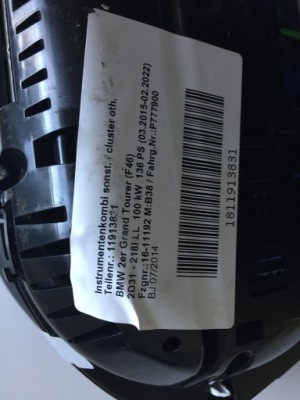 Instrumentenkombi sonst. / cluster oth.
Teilenr.: 11913831
BMW 2er Grand Tourer (F46)
2D31 - 218i LL 100 kW 136 PS (03.2015-02.2022)
Fzgnr.:16-11192 M:B38 / Fahrg.Nr.:P777900
BJ:07/2014
1811913831